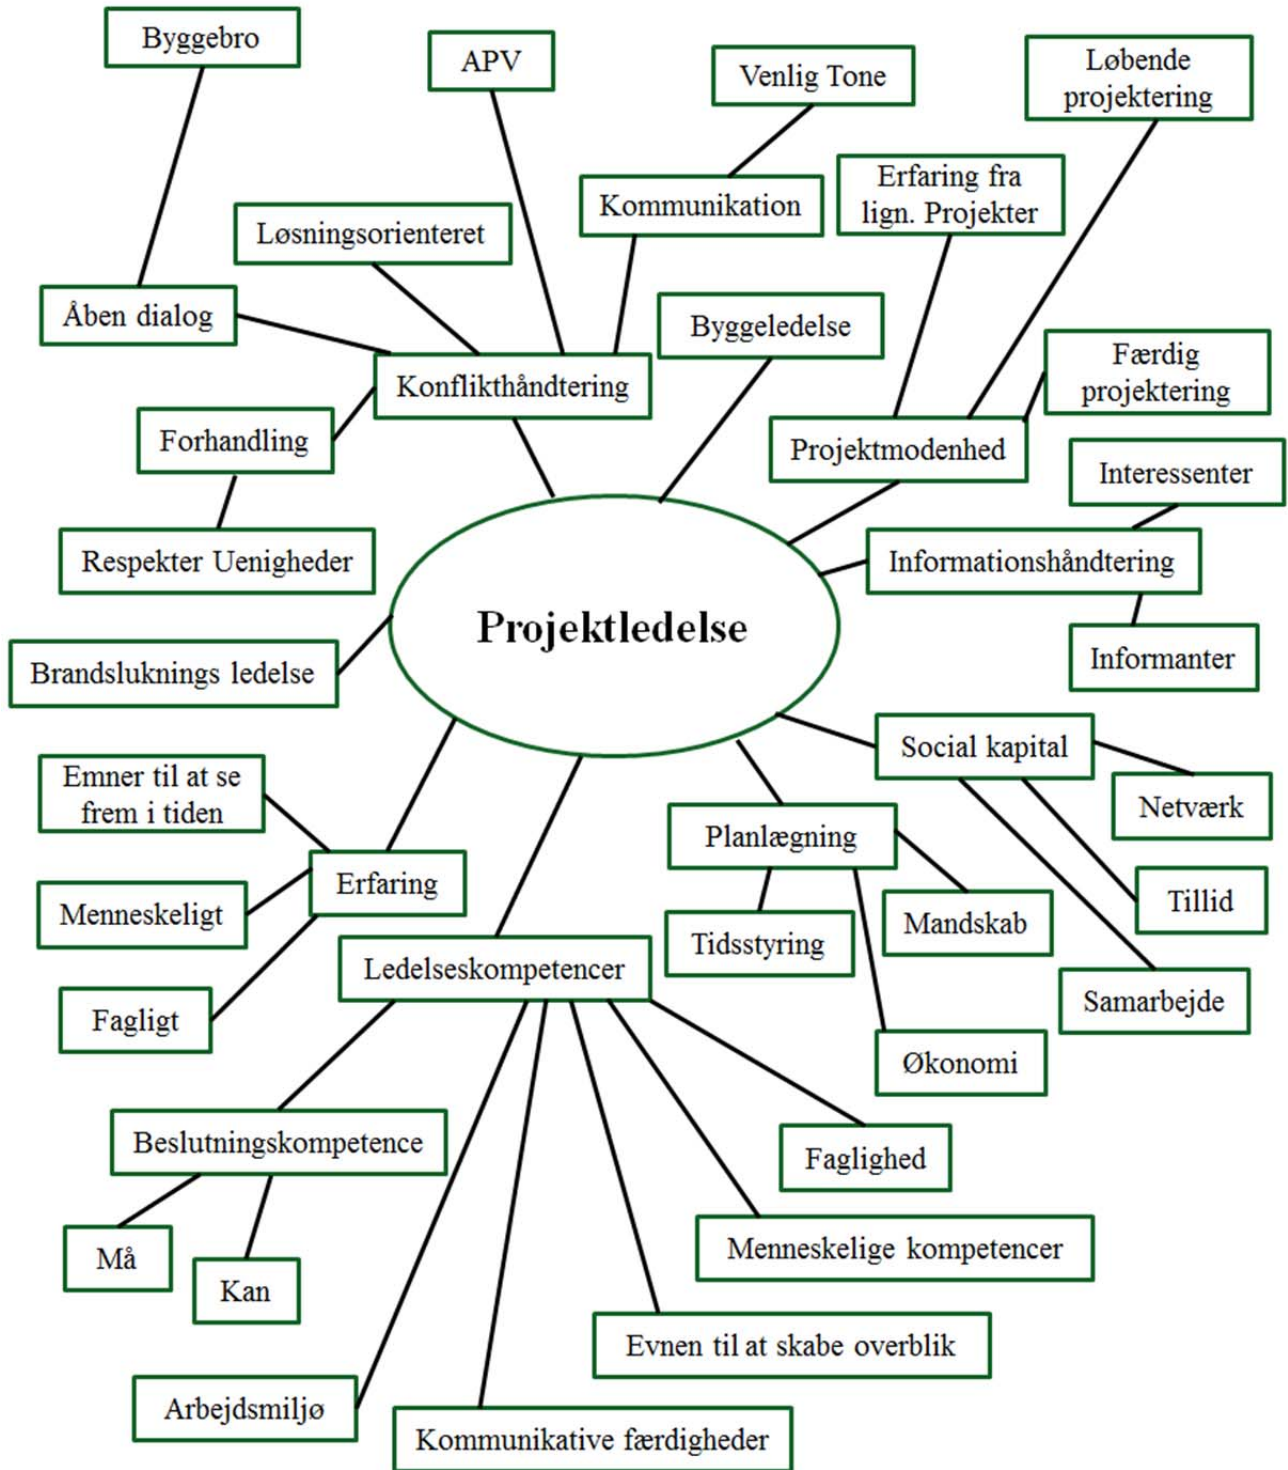 Byggebro
APV
Venlig Tone
Løbende
projektering
Erfaring fra
lign. Projekter
Kommunikation
Løsningsorienteret
Åben dialog
Byggeledelse
Konflikthåndtering
Færdig
projektering
Forhandling
Projektmodenhed
Interessenter
Respekter Uenigheder
Informationshåndtering
Projektledelse
Brandsluknings ledelse
Informanter
Social kapital
Emner til at se
frem i tiden
Netværk
Planlægning
Erfaring
Menneskeligt
Tillid
Mandskab
Tidsstyring
Ledelseskompetencer
Samarbejde
Fagligt
Økonomi
Beslutningskompetence
Faglighed
Menneskelige kompetencer
Må
Kan
Evnen til at skabe overblik
Arbejdsmiljø
Kommunikative færdigheder